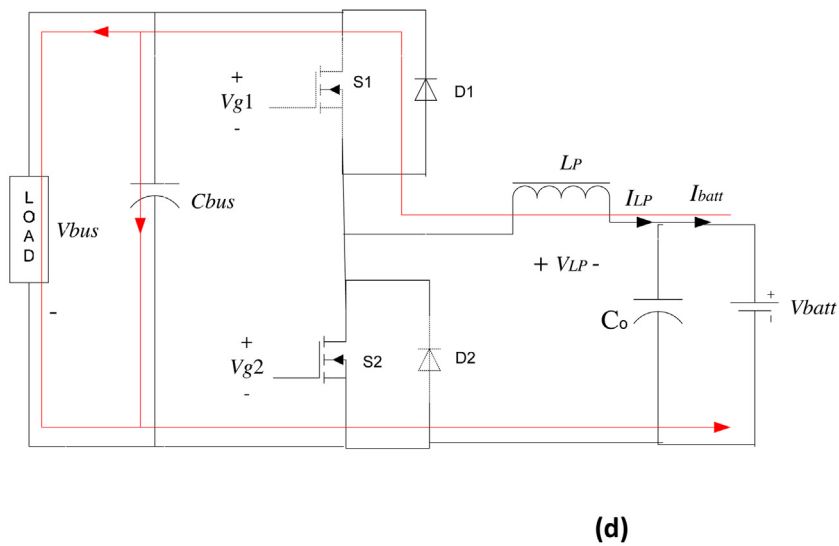 +
Vg1
-
S1
D1
LOAD
Vbus
-
Cbus
LP
ILP
Ibatt
+ VLP -
Co
+
-
Vbatt
+
Vg2
-
S2
D2
(d)